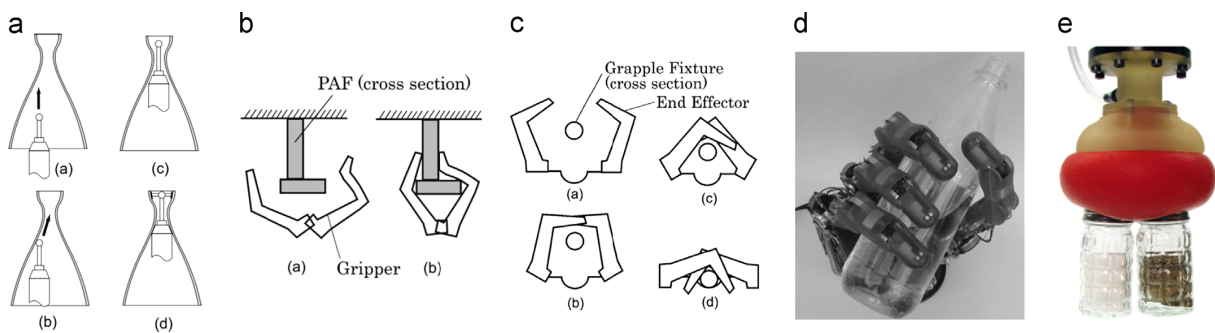 a
(a)
(c)
(b)
(d)
b
PAF (cross section)
(a)
Gripper
(b)
c
Grapple Fixture
(cross section)
End Effector
(a)
(c)
(b)
(d)
d
e